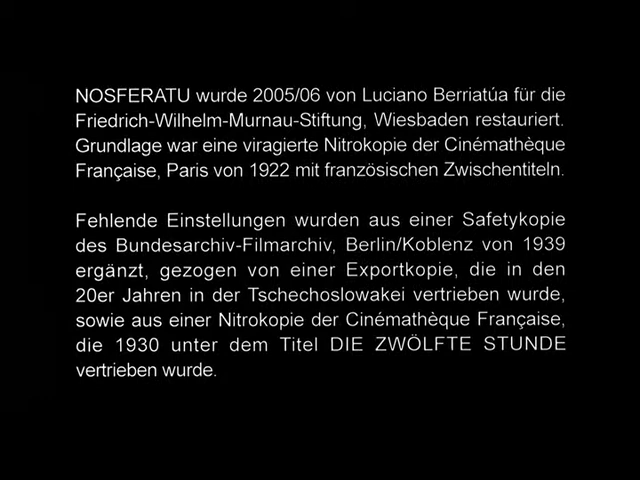 NOSFERATU wurde 2005/06 von Luciano Berriatúa für die
Friedrich-Wilhelm-Murnau-Stiftung, Wiesbaden restauriert.
Grundlage war eine viragierte Nitrokopie der Cinémathèque
Française, Paris von 1922 mit französischen Zwischentiteln.
Fehlende Einstellungen wurden aus einer Safetykopie
des Bundesarchiv-Filmarchiv, Berlin/Koblenz von 1939
ergänzt, gezogen von einer Exportkopie, die in den
20er Jahren in der Tschechoslowakei vertrieben wurde,
sowie aus einer Nitrokopie der Cinémathèque Française,
die 1930 unter dem Titel DIE ZWÖLFTE STUNDE
vertrieben wurde.